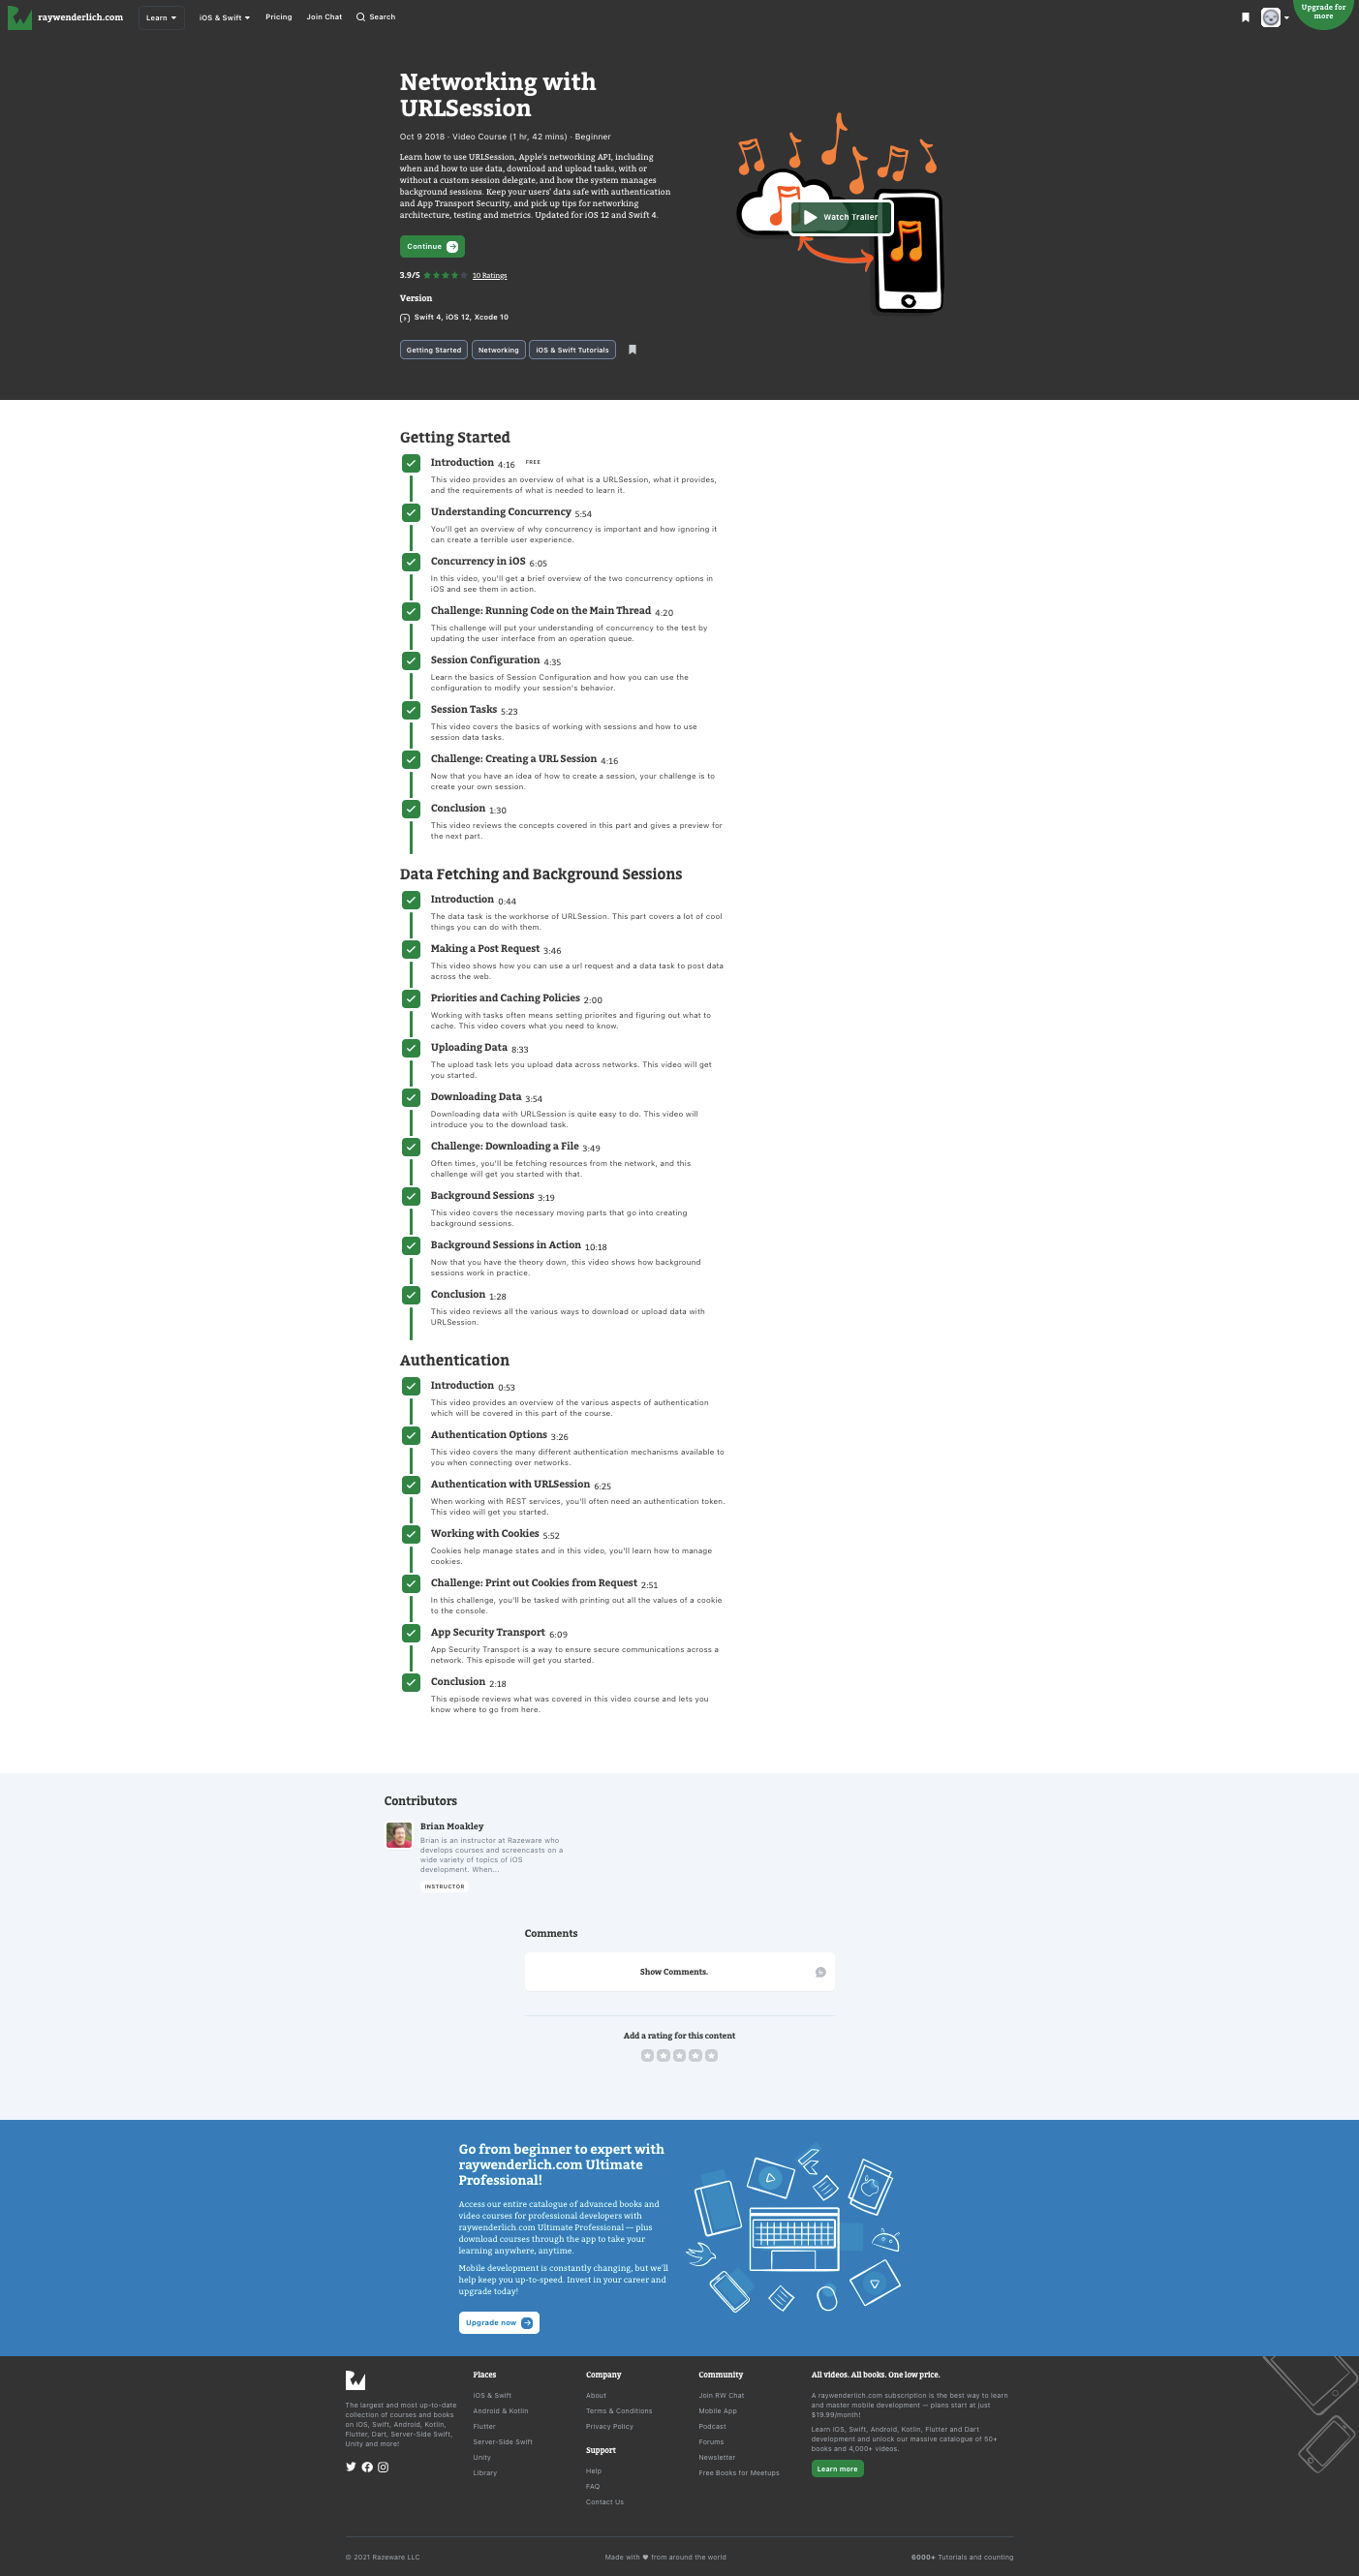 raywenderlich.com Learn iOS & Swift Pricing Join Chat Search
Upgrade for
more
Networking with
URLSession
Oct 9 2018 · Video Course (1 hr, 42 mins) · Beginner
Learn how to use URLSession, Apple's networking API, including
when and how to use data, download and upload tasks, with or
without a custom session delegate, and how the system manages
background sessions. Keep your users' data safe with authentication
and App Transport Security, and pick up tips for networking
architecture, testing and metrics. Updated for iOS 12 and Swift 4.
Watch Trailer
Continue
3.9/5 10 Ratings
Version
Swift 4, iOS 12, Xcode 10
Getting Started Networking iOS & Swift Tutorials
Getting Started
Introduction 4:16 FREE
This video provides an overview of what is a URLSession, what it provides,
and the requirements of what is needed to learn it.
Understanding Concurrency 5:54
You'll get an overview of why concurrency is important and how ignoring it
can create a terrible user experience.
Concurrency in iOS 6:05
In this video, you'll get a brief overview of the two concurrency options in
iOS and see them in action.
Challenge: Running Code on the Main Thread 4:20
This challenge will put your understanding of concurrency to the test by
updating the user interface from an operation queue.
Session Configuration 4:35
Learn the basics of Session Configuration and how you can use the
configuration to modify your session's behavior.
Session Tasks 5:23
This video covers the basics of working with sessions and how to use
session data tasks.
Challenge: Creating a URL Session 4:16
Now that you have an idea of how to create a session, your challenge is to
create your own session.
Conclusion 1:30
This video reviews the concepts covered in this part and gives a preview for
the next part.
Data Fetching and Background Sessions
Introduction 0:44
The data task is the workhorse of URLSession. This part covers a lot of cool
things you can do with them.
Making a Post Request 3:46
This video shows how you can use a url request and a data task to post data
across the web.
Priorities and Caching Policies 2:00
Working with tasks often means setting priorites and figuring out what to
cache. This video covers what you need to know.
Uploading Data 8:33
The upload task lets you upload data across networks. This video will get
you started.
Downloading Data 3:54
Downloading data with URLSession is quite easy to do. This video will
introduce you to the download task.
Challenge: Downloading a File 3:49
Often times, you'll be fetching resources from the network, and this
challenge will get you started with that.
Background Sessions 3:19
This video covers the necessary moving parts that go into creating
background sessions.
Background Sessions in Action 10:18
Now that you have the theory down, this video shows how background
sessions work in practice.
Conclusion 1:28
This video reviews all the various ways to download or upload data with
URLSession.
Authentication
Introduction 0:53
This video provides an overview of the various aspects of authentication
which will be covered in this part of the course.
Authentication Options 3:26
This video covers the many different authentication mechanisms available to
you when connecting over networks.
Authentication with URLSession 6:25
When working with REST services, you'll often need an authentication token.
This video will get you started.
Working with Cookies 5:52
Cookies help manage states and in this video, you'll learn how to manage
cookies.
Challenge: Print out Cookies from Request 2:51
In this challenge, you'll be tasked with printing out all the values of a cookie
to the console.
App Security Transport 6:09
App Security Transport is a way to ensure secure communications across a
network. This episode will get you started.
Conclusion 2:18
This episode reviews what was covered in this video course and lets you
know where to go from here.
Contributors
Brian Moakley
Brian is an instructor at Razeware who
develops courses and screencasts on a
wide variety of topics of iOS
development. When...
INSTRUCTOR
Comments
Show Comments.
Add a rating for this content
Go from beginner to expert with
raywenderlich.com Ultimate
Professional!
Access our entire catalogue of advanced books and
video courses for professional developers with
raywenderlich.com Ultimate Professional — plus
download courses through the app to take your
learning anywhere, anytime.
Mobile development is constantly changing, but we'll
help keep you up-to-speed. Invest in your career and
upgrade today!
Upgrade now
The largest and most up-to-date
collection of courses and books
on iOS, Swift, Android, Kotlin,
Flutter, Dart, Server-Side Swift,
Unity and more!
Places
iOS & Swift
Android & Kotlin
Flutter
Server-Side Swift
Unity
Library
Company
About
Terms & Conditions
Privacy Policy
Support
Help
FAQ
Contact Us
Community
Join RW Chat
Mobile App
Podcast
Forums
Newsletter
Free Books for Meetups
All videos. All books. One low price.
A raywenderlich.com subscription is the best way to learn
and master mobile development — plans start at just
$19.99/month!
Learn iOS, Swift, Android, Kotlin, Flutter and Dart
development and unlock our massive catalogue of 50+
books and 4,000+ videos.
Learn more
© 2021 Razeware LLC
Made with ♥ from around the world
6000+ Tutorials and counting